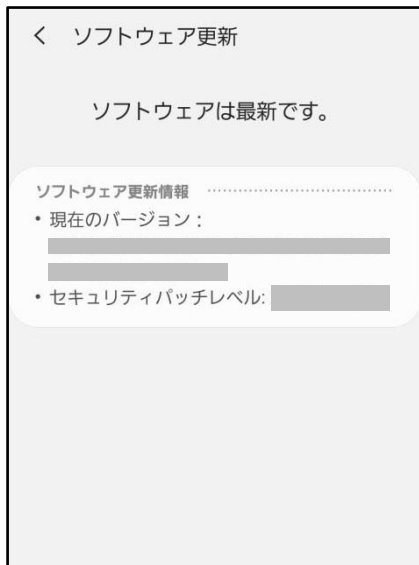 ソフトウェア更新
ソフトウェアは最新です。
ソフトウェア更新情報
• 現在のバージョン :
• セキュリティパッチレベル: